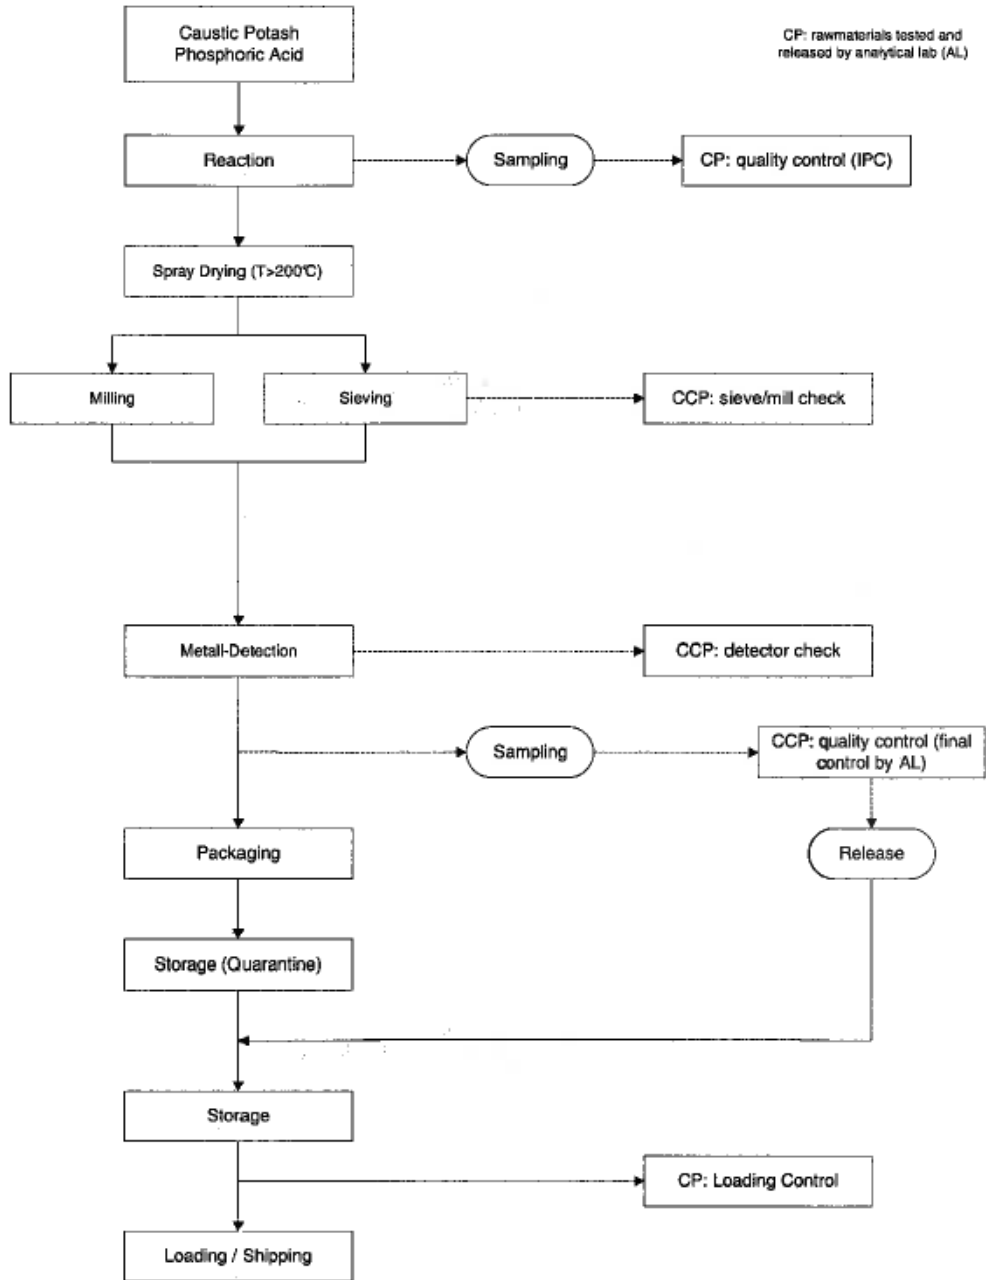 Caustic Potash
Phosphoric Acid
CP: rawmaterials tested and
released by analytical lab (AL)
Reaction
Sampling
CP: quality control (IPC)
Spray Drying (T>200°C)
Milling
Sieving
CCP: sieve/mill check
Metall-Detection
CCP: detector check
Sampling
CCP: quality control (final
control by AL)
Packaging
Release
Storage (Quarantine)
Storage
CP: Loading Control
Loading / Shipping